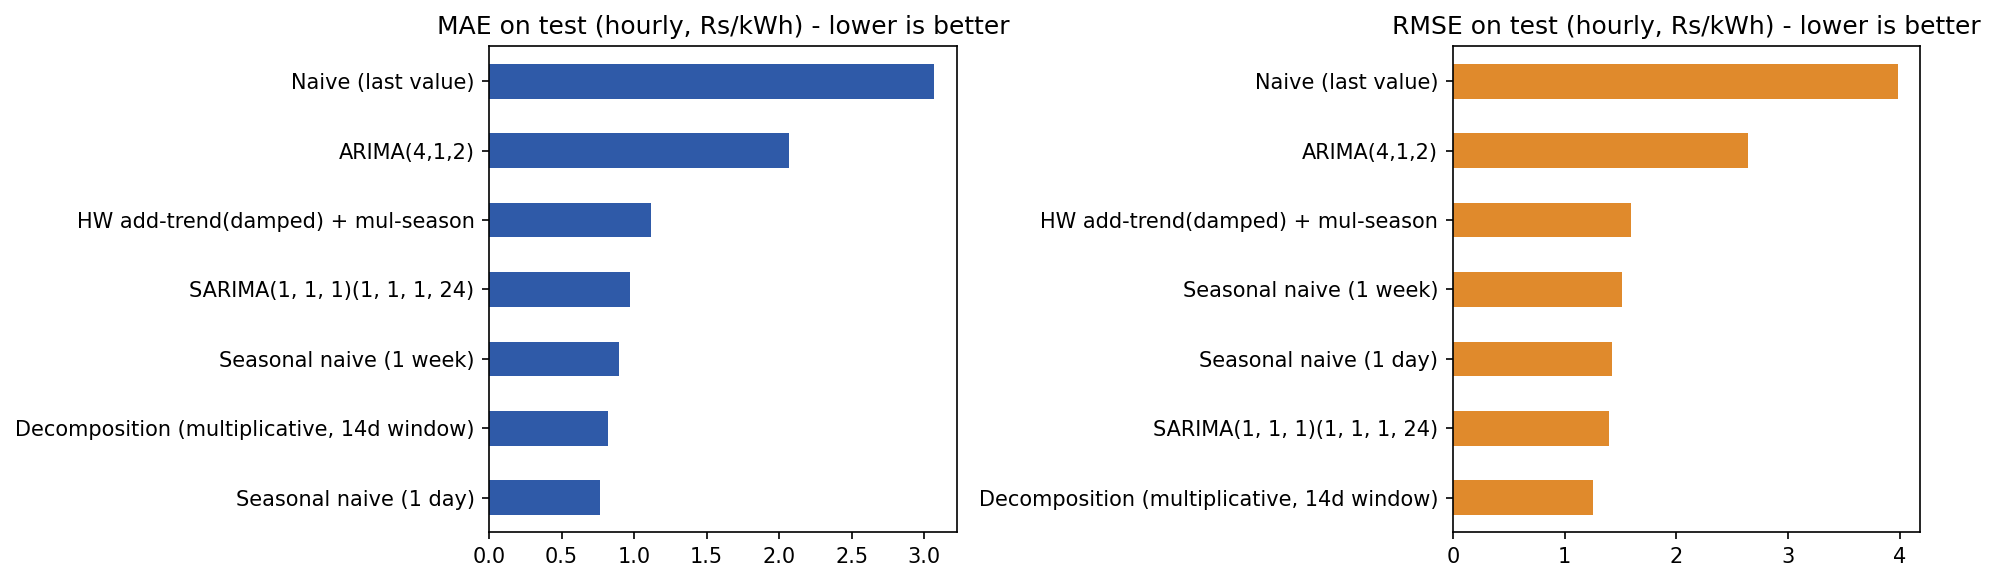 MAE on test (hourly, Rs/kWh) - lower is better
Naive (last value)
ARIMA(4,1,2)
HW add-trend(damped) + mul-season
SARIMA(1, 1, 1)(1, 1, 1, 24)
Seasonal naive (1 week)
Decomposition (multiplicative, 14d window)
Seasonal naive (1 day)
0.0 0.5 1.0 1.5 2.0 2.5 3.0
RMSE on test (hourly, Rs/kWh) - lower is better
Naive (last value)
ARIMA(4,1,2)
HW add-trend(damped) + mul-season
Seasonal naive (1 week)
Seasonal naive (1 day)
SARIMA(1, 1, 1)(1, 1, 1, 24)
Decomposition (multiplicative, 14d window)
0 1 2 3 4